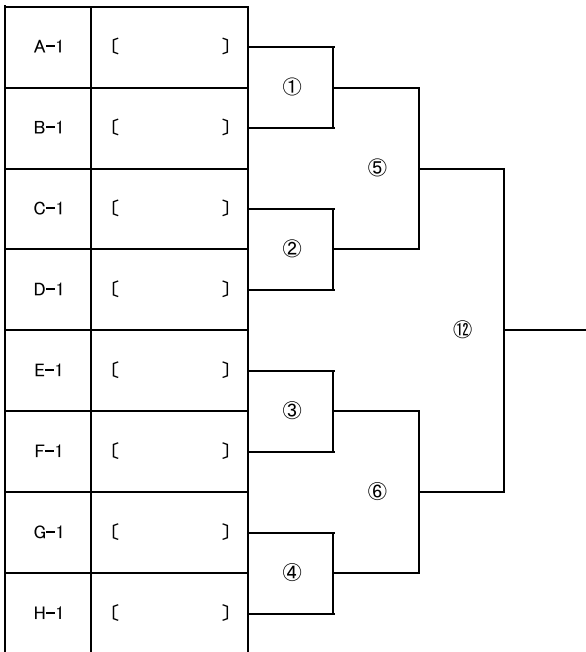 A-1 〔 〕
①
B-1 〔 〕
⑤
C-1 〔 〕
②
D-1 〔 〕
⑫
E-1 〔 〕
③
F-1 〔 〕
⑥
G-1 〔 〕
④
H-1 〔 〕